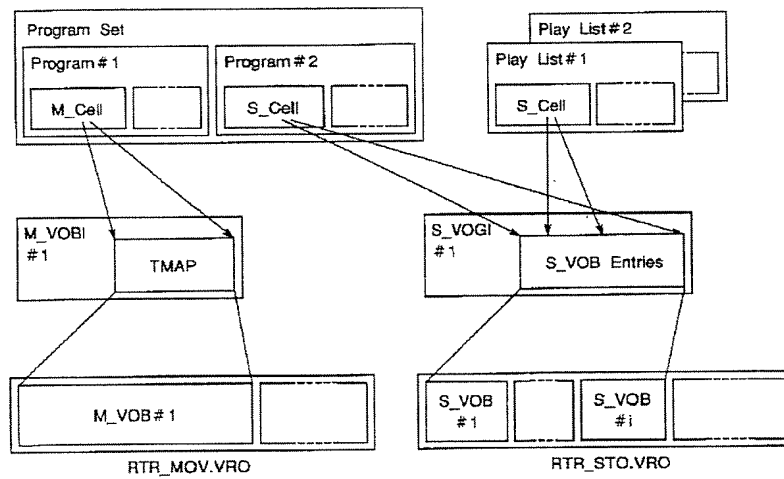 Program Set
Program#1
M_Cell
Program#2
S_Cell
Play List#2
Play List#1
S_Cell
M_VOBI
#1
TMAP
S_VOGI
#1
S_VOB Entries
M_VOB#1
RTR_MOV.VRO
S_VOB
#1
S_VOB
#i
RTR_STO.VRO